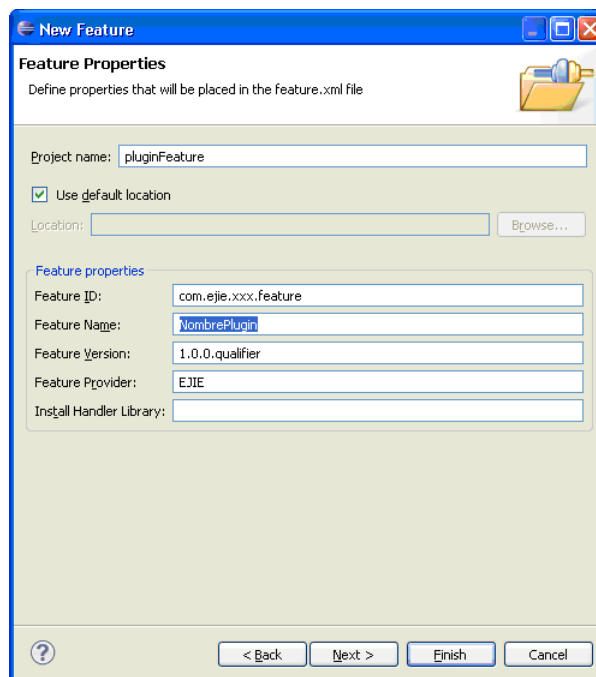 New Feature
Feature Properties
Define properties that will be placed in the feature.xml file
Project name: pluginFeature
Use default location
Location: Browse...
Feature properties
Feature ID: com.ejie.xxx.feature
Feature Name: NombrePlugin
Feature Version: 1.0.0.qualifier
Feature Provider: EJIE
Install Handler Library:
? < Back Next > Finish Cancel